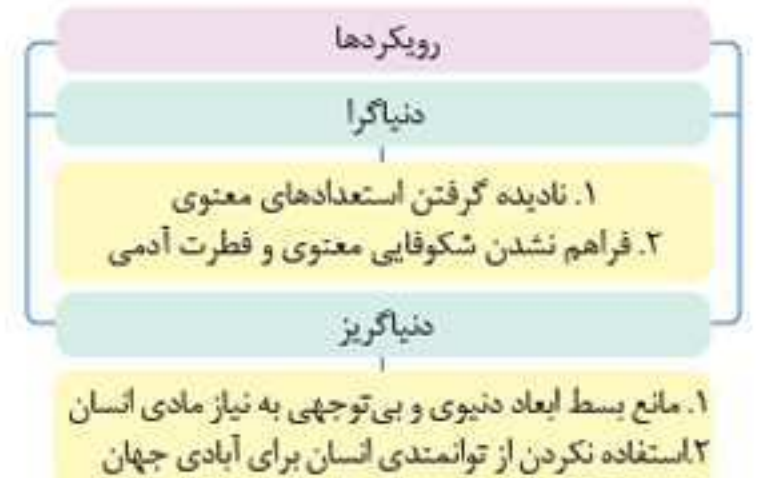 رویکردها
دنیاگرا
۱. نادیده گرفتن استعدادهای معنوی
۲. فراهم نشدن شکوفایی معنوی و فطرت آدمی
دنیاگریز
۱. مانع بسط ابعاد دنیوی و بی‌توجهی به نیاز مادی انسان
۲.استفاده نکردن از توانمندی انسان برای آبادی جهان